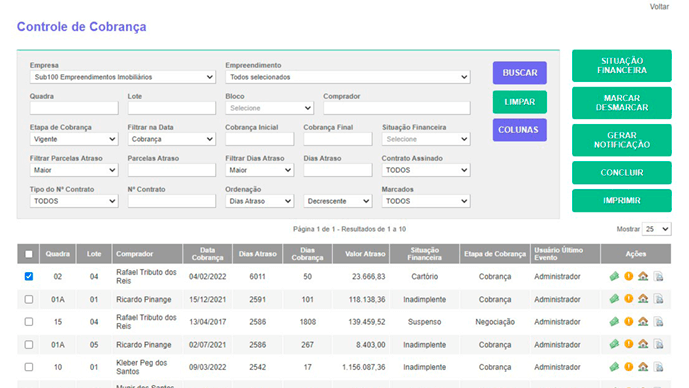 Voltar
Controle de Cobrança
Empresa Empreendimento
Sub100 Empreendimentos Imobiliários Todos selecionados
BUSCAR
SITUAÇÃO
FINANCEIRA
Quadra Lote Bloco Comprador
Selecione
LIMPAR
MARCAR
DESMARCAR
Etapa de Cobrança Filtrar na Data Cobrança Inicial Cobrança Final Situação Financeira
Vigente Cobrança Selecione
COLUNAS
GERAR
NOTIFICAÇÃO
Filtrar Parcelas Atraso Parcelas Atraso Filtrar Dias Atraso Dias Atraso Contrato Assinado
Maior Maior TODOS
CONCLUIR
Tipo do Nº Contrato Nº Contrato Ordenação Marcados
TODOS Dias Atraso Decrescente TODOS
IMPRIMIR
Página 1 de 1 - Resultados de 1 a 10
Mostrar 25
Quadra Lote Comprador Data Cobrança Dias Atraso Dias Cobrança Valor Atraso Situação Financeira Etapa de Cobrança Usuário Último Evento Ações
02 04 Rafael Tributo dos Reis 04/02/2022 6011 50 23.666,83 Cartório Cobrança Administrador
01A 01 Ricardo Pinange 15/12/2021 2591 101 118.138,36 Inadimplente Cobrança Administrador
15 04 Rafael Tributo dos Reis 13/04/2017 2586 1808 139.459,52 Suspenso Negociação Administrador
01A 05 Ricardo Pinange 02/07/2021 2586 267 8.403,00 Inadimplente Cobrança Administrador
10 01 Kleber Peg dos Santos 09/03/2022 2542 17 1.156.087,36 Inadimplente Cobrança Administrador